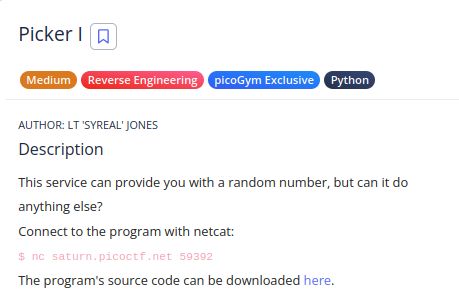 Picker I
Medium Reverse Engineering picoGym Exclusive Python
AUTHOR: LT 'SYREAL' JONES
Description
This service can provide you with a random number, but can it do
anything else?
Connect to the program with netcat:
$ nc saturn.picoctf.net 59392
The program's source code can be downloaded here.